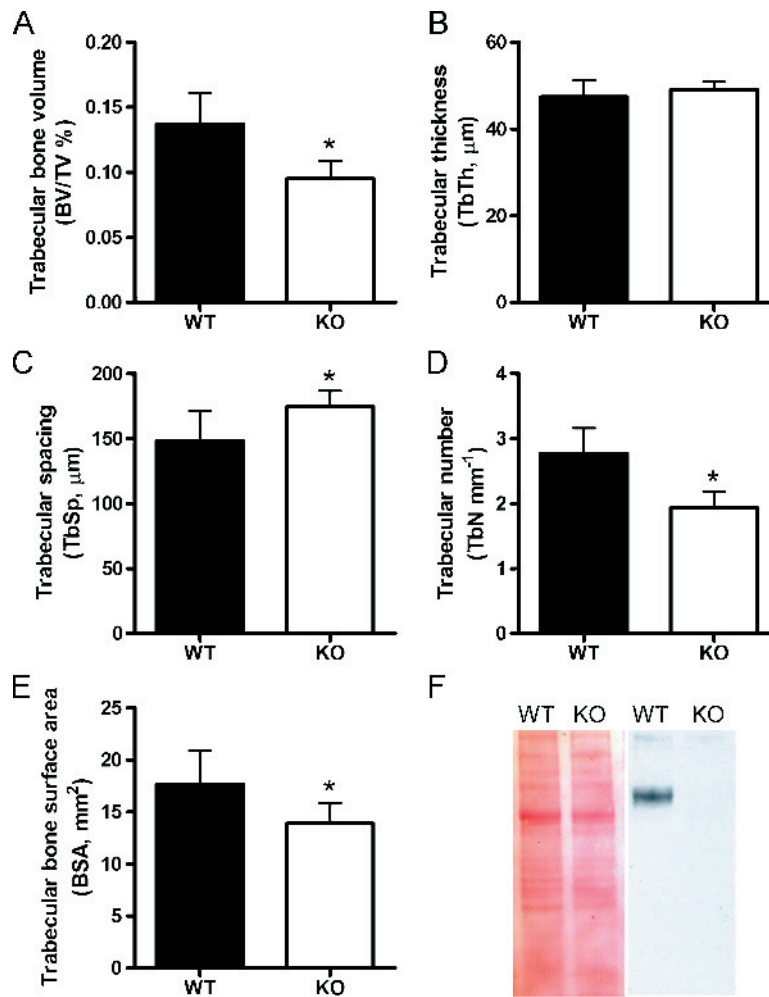 A
Trabecular bone volume
(BV/TV %)
0.20
0.15
0.10
0.05
0.00
*
WT KO
B
Trabecular thickness
(TbTh, μm)
60
40
20
0
WT KO
C
Trabecular spacing
(TbSp, μm)
200
150
100
50
0
*
WT KO
D
Trabecular number
(TbN mm⁻¹)
4
3
2
1
0
*
WT KO
E
Trabecular bone surface area
(BSA, mm²)
25
20
15
10
5
0
*
WT KO
F
WT KO WT KO